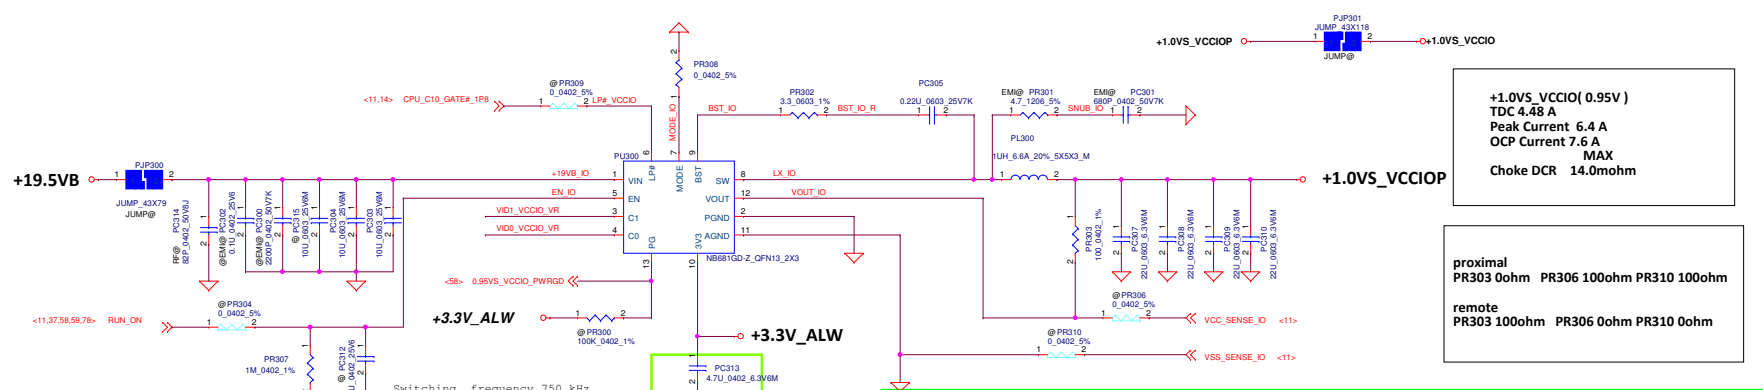 PJP301
JUMP_43X118
+1.0VS_VCCIOP
1
2
+1.0VS_VCCIO
JUMP@
2
PR308
0_0402_5%
1
MODE_IO
@ PR309
0_0402_5%
<11,14> CPU_C10_GATE#_1P8
1
2
LP#_VCCIO
BST_IO
PR302
3.3_0603_1%
1
2
BST_IO_R
PC305
0.22U_0603_25V7K
1
2
EMI@ PR301
4.7_1206_5%
1
2
SNUB_IO
EMI@ PC301
680P_0402_50V7K
1
2
+1.0VS_VCCIO( 0.95V )
TDC 4.48 A
Peak Current 6.4 A
OCP Current 7.6 A
MAX
Choke DCR 14.0mohm
PL300
1UH_6.6A_20%_5X5X3_M
1
2
+19.5VB
PJP300
1
2
JUMP_43X79
JUMP@
PU300
6
7
9
LP#
MODE
BST
+19VB_IO
1
VIN
EN_IO
5
EN
VID1_VCCIO_VR
3
C1
VID0_VCCIO_VR
4
C0
SW
8
LX_IO
VOUT
12
VOUT_IO
PGND
2
AGND
11
PG
3V3
13
10
NB681GD-Z_QFN13_2X3
+1.0VS_VCCIOP
RF@ PC314
82P_0402_50V8J
@EMI@ PC302
0.1U_0402_25V6
@EMI@ PC300
2200P_0402_50V7K
@ PC315
10U_0603_25V6M
PC304
10U_0603_25V6M
PC303
10U_0603_25V6M
PR303
100_0402_1%
PC307
22U_0603_6.3V6M
PC308
22U_0603_6.3V6M
PC309
22U_0603_6.3V6M
PC310
22U_0603_6.3V6M
proximal
PR303 0ohm PR306 100ohm PR310 100ohm
remote
PR303 100ohm PR306 0ohm PR310 0ohm
<58> 0.95VS_VCCIO_PWRGD
+3.3V_ALW
1
2
@ PR300
100K_0402_1%
+3.3V_ALW
@ PR304
0_0402_5%
<11,37,58,59,78> RUN_ON
1
2
@ PR306
0_0402_5%
1
2
VCC_SENSE_IO <11>
@ PR310
0_0402_5%
1
2
VSS_SENSE_IO <11>
PR307
1M_0402_1%
@ PC312
U_0402_25V6
PC313
4.7U_0402_6.3V6M
1
2
Switching frequency 750 kHz